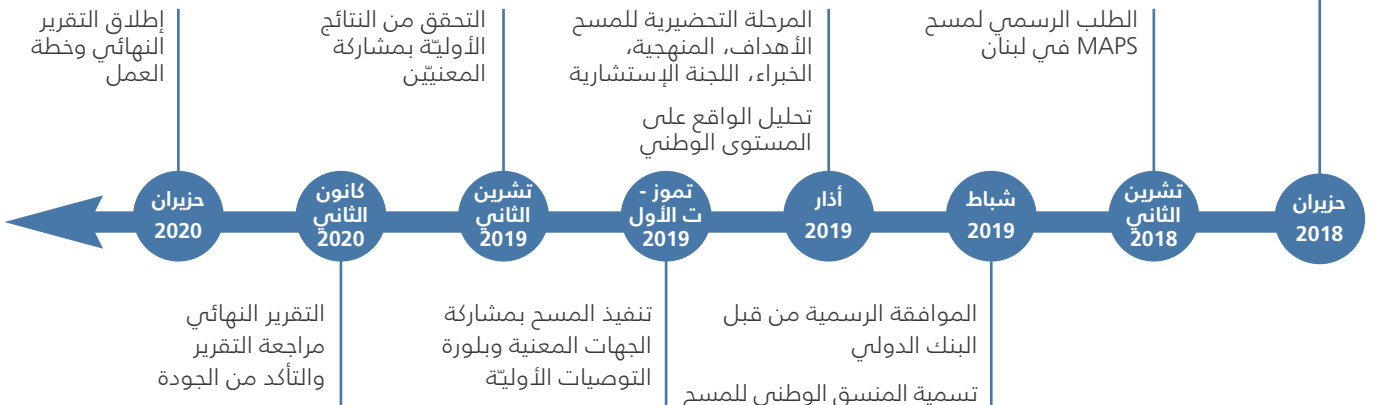 الطلب الرسمي لمسح
MAPS في لبنان
المرحلة التحضيرية للمسح
الأهداف، المنهجية،
الخبراء، اللجنة الإستشارية
تحليل الواقع على
المستوى الوطني
التحقق من النتائج
الأوليّة بمشاركة
المعنيّين
إطلاق التقرير
النهائي وخطة
العمل
حزيران
2018
تشرين
الثاني
2018
شباط
2019
أذار
2019
تموز -
ت الأول
2019
تشرين
الثاني
2019
كانون
الثاني
2020
حزيران
2020
الموافقة الرسمية من قبل
البنك الدولي
تسمية المنسق الوطني للمسح
تنفيذ المسح بمشاركة
الجهات المعنية وبلورة
التوصيات الأوليّة
التقرير النهائي
مراجعة التقرير
والتأكد من الجودة